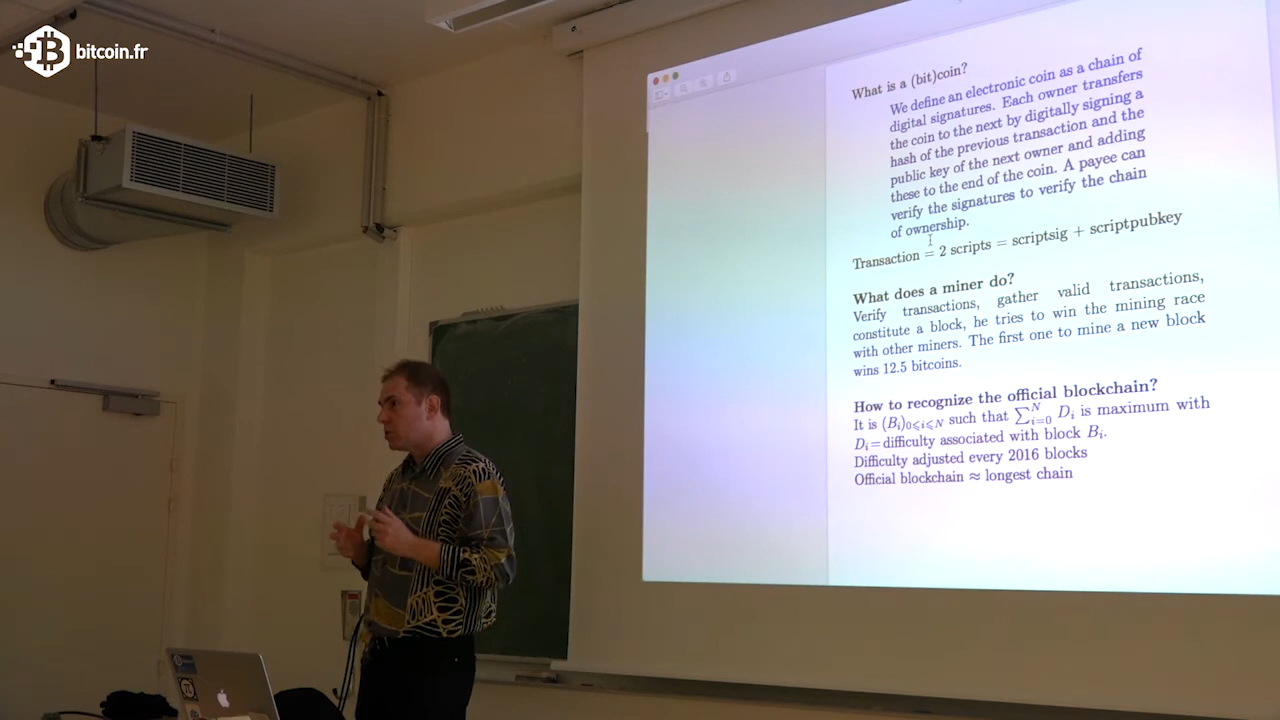 bitcoin.fr
What is a (bit)coin?
We define an electronic coin as a chain of
digital signatures. Each owner transfers
the coin to the next by digitally signing a
hash of the previous transaction and the
public key of the next owner and adding
these to the end of the coin. A payee can
verify the signatures to verify the chain
of ownership.
Transaction = 2 scripts = scriptsig + scriptpubkey
What does a miner do?
Verify transactions, gather valid transactions,
constitute a block, he tries to win the mining race
with other miners. The first one to mine a new block
wins 12.5 bitcoins.
How to recognize the official blockchain?
It is (B_i)_{0⩽i⩽N} such that ∑_{i=0}^{N} D_i is maximum with
D_i = difficulty associated with block B_i.
Difficulty adjusted every 2016 blocks
Official blockchain ≈ longest chain